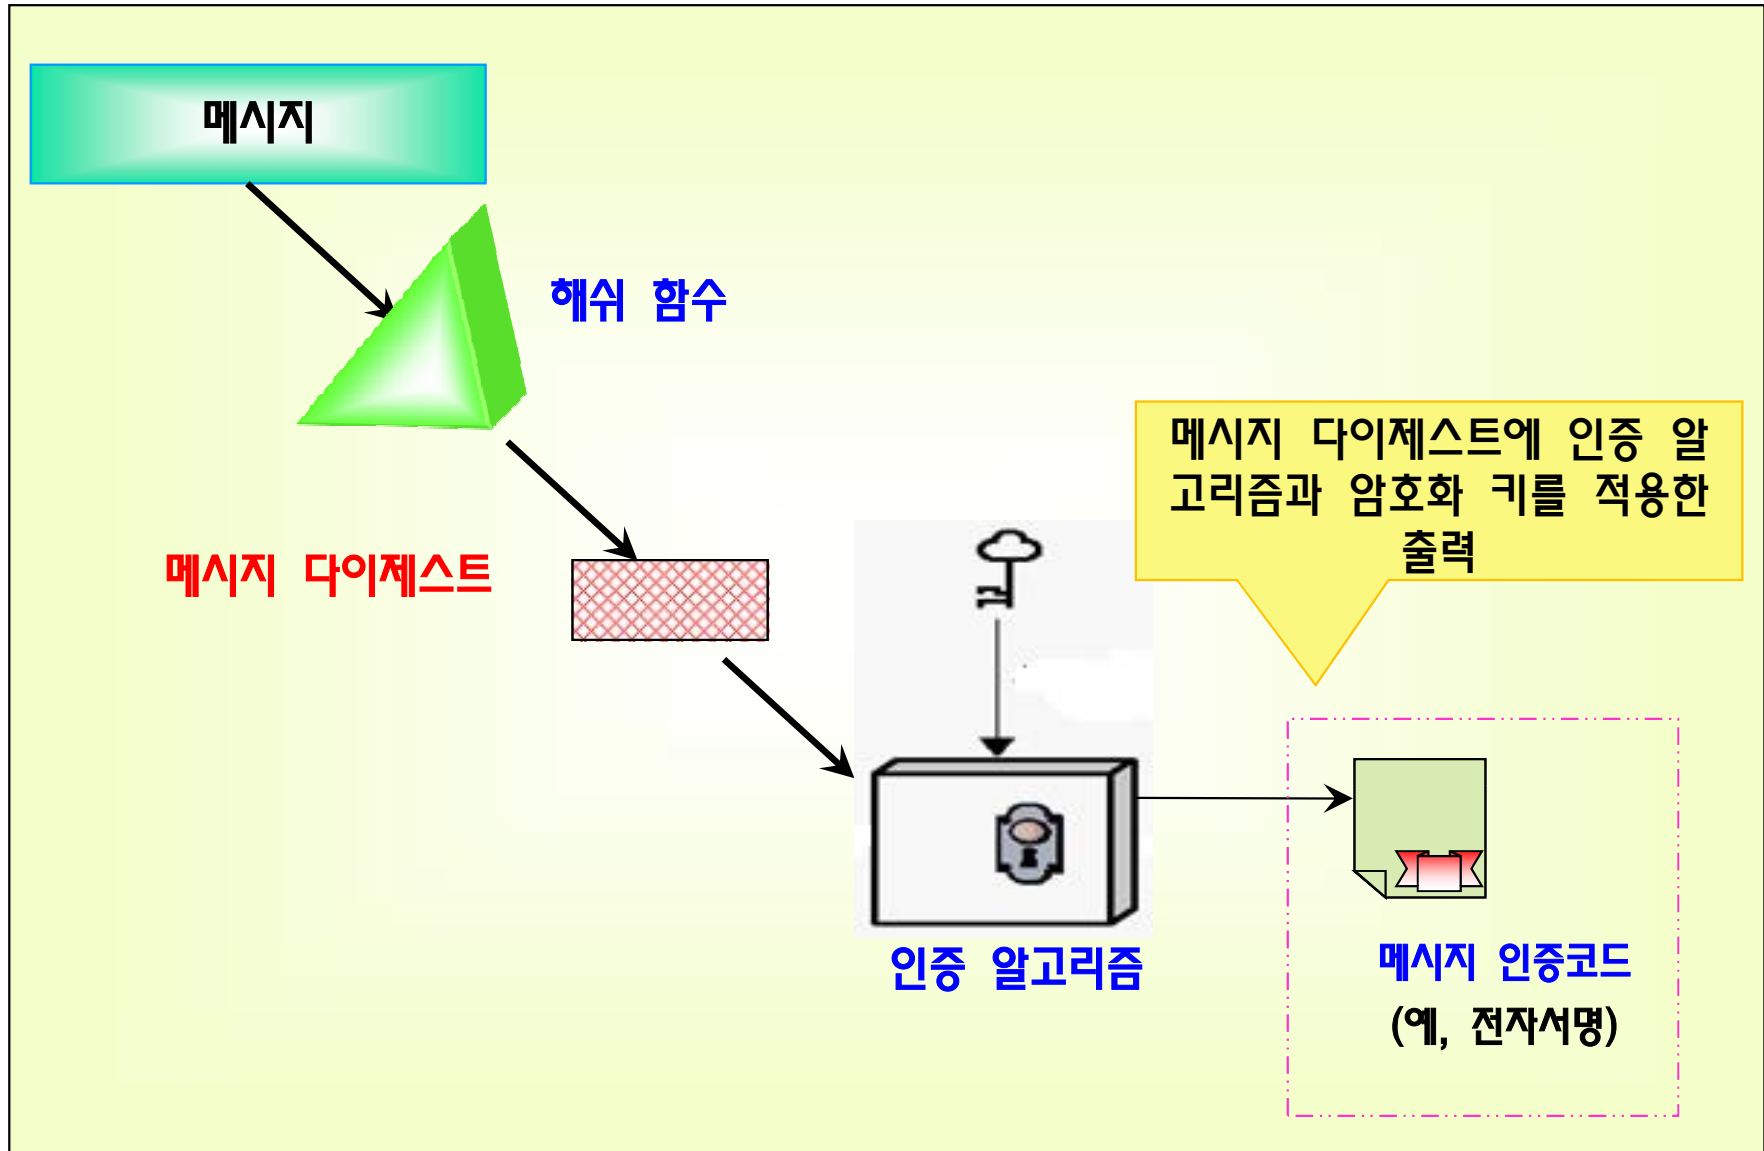 메시지
해쉬 함수
메시지 다이제스트에 인증 알
고리즘과 암호화 키를 적용한
출력
메시지 다이제스트
인증 알고리즘
메시지 인증코드
(예, 전자서명)